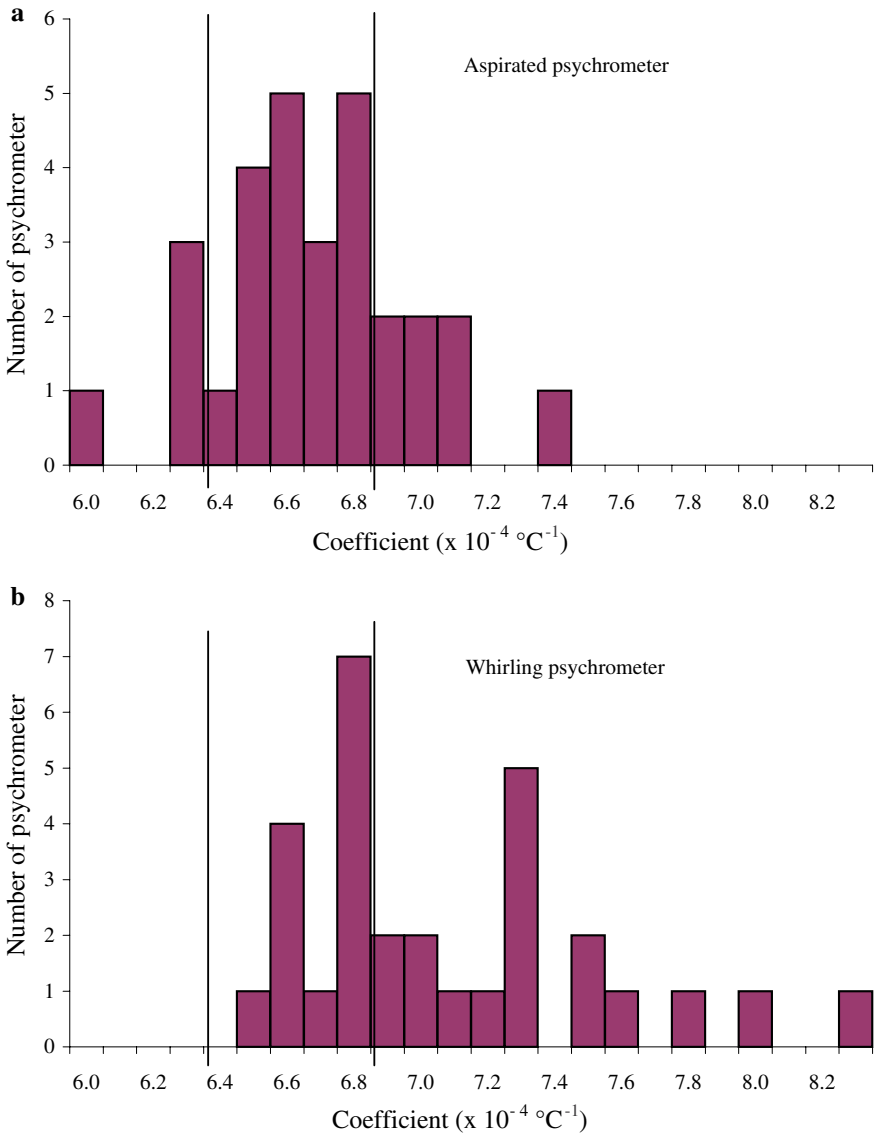 a
Aspirated psychrometer
Number of psychrometer
6
5
4
3
2
1
0
6.0 6.2 6.4 6.6 6.8 7.0 7.2 7.4 7.6 7.8 8.0 8.2
Coefficient (x 10⁻⁴ °C⁻¹)
b
Whirling psychrometer
Number of psychrometer
8
7
6
5
4
3
2
1
0
6.0 6.2 6.4 6.6 6.8 7.0 7.2 7.4 7.6 7.8 8.0 8.2
Coefficient (x 10⁻⁴ °C⁻¹)